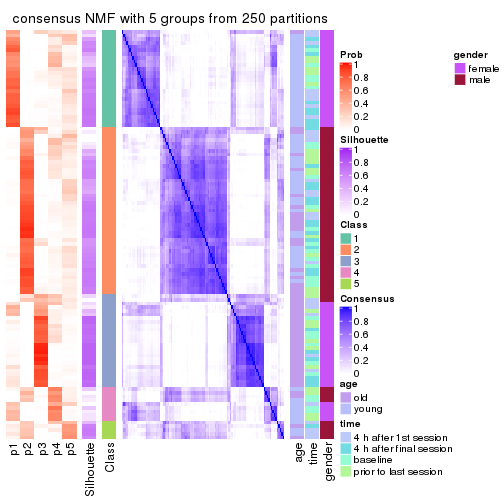 consensus NMF with 5 groups from 250 partitions
Prob
1
0.8
0.6
0.4
0.2
0
gender
female
male
Silhouette
1
0.8
0.6
0.4
0.2
0
Class
1
2
3
4
5
Consensus
1
0.8
0.6
0.4
0.2
0
age
old
young
time
4 h after 1st session
4 h after final session
baseline
prior to last session
p1
p2
p3
p4
p5
Silhouette
Class
age
time
gender